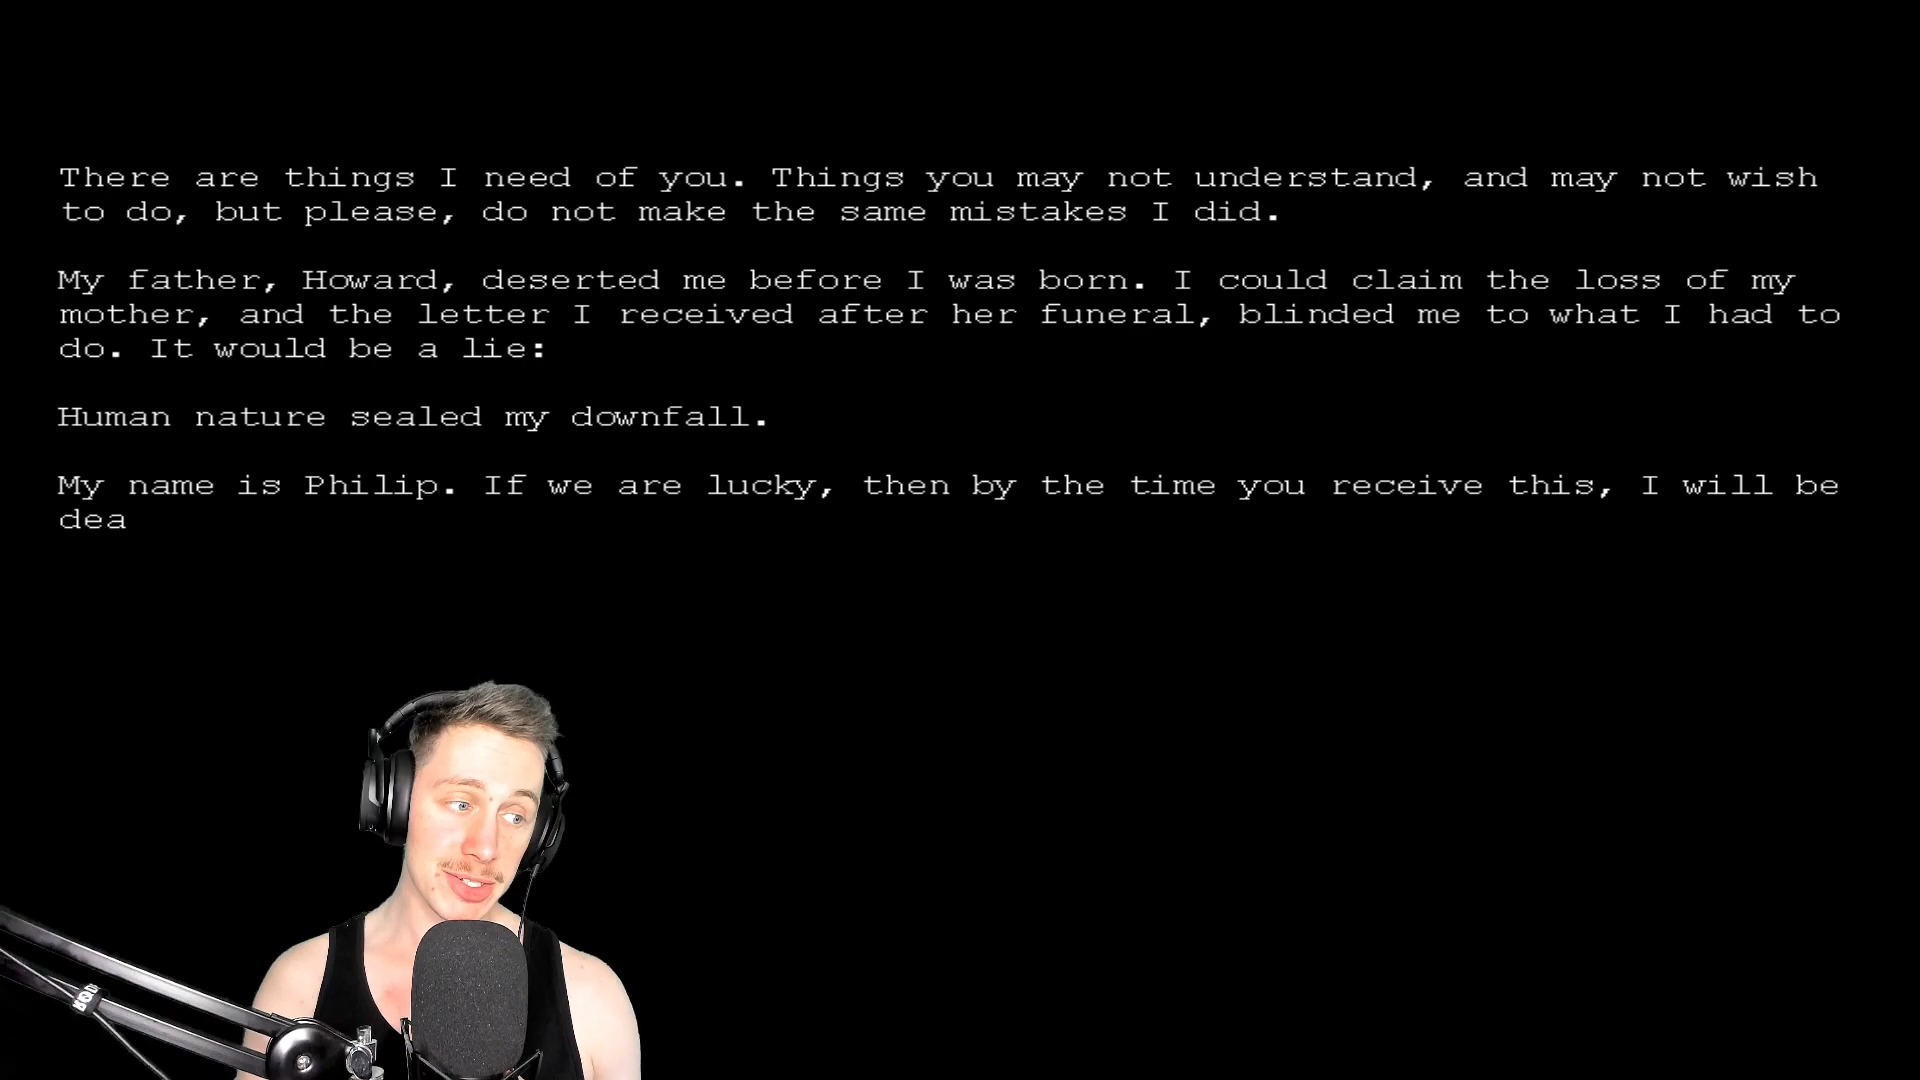 There are things I need of you. Things you may not understand, and may not wish
to do, but please, do not make the same mistakes I did.
My father, Howard, deserted me before I was born. I could claim the loss of my
mother, and the letter I received after her funeral, blinded me to what I had to
do. It would be a lie:
Human nature sealed my downfall.
My name is Philip. If we are lucky, then by the time you receive this, I will be
dea
RODE